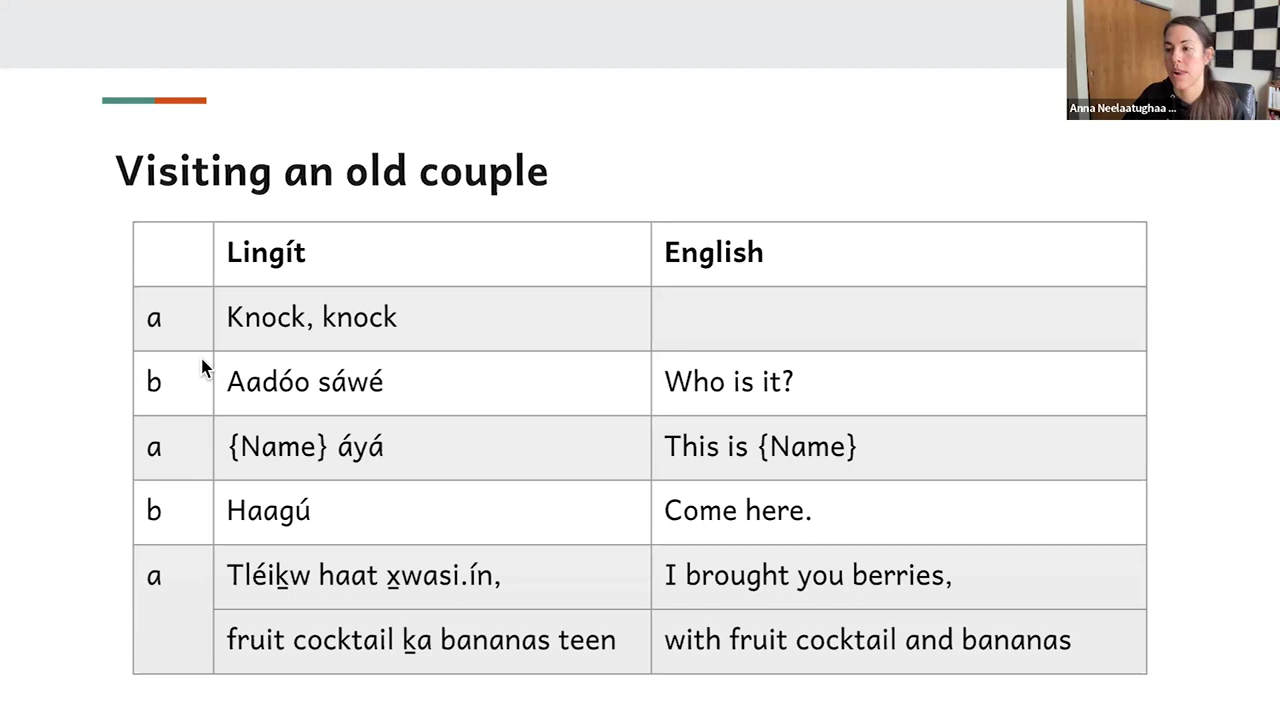 Anna Neelaatughaa ...
Visiting an old couple
Lingít English
a Knock, knock
b Aadóo sáwé Who is it?
a {Name} áyá This is {Name}
b Haagú Come here.
a Tléiḵw haat x̱wasi.ín, I brought you berries,
fruit cocktail ḵa bananas teen with fruit cocktail and bananas